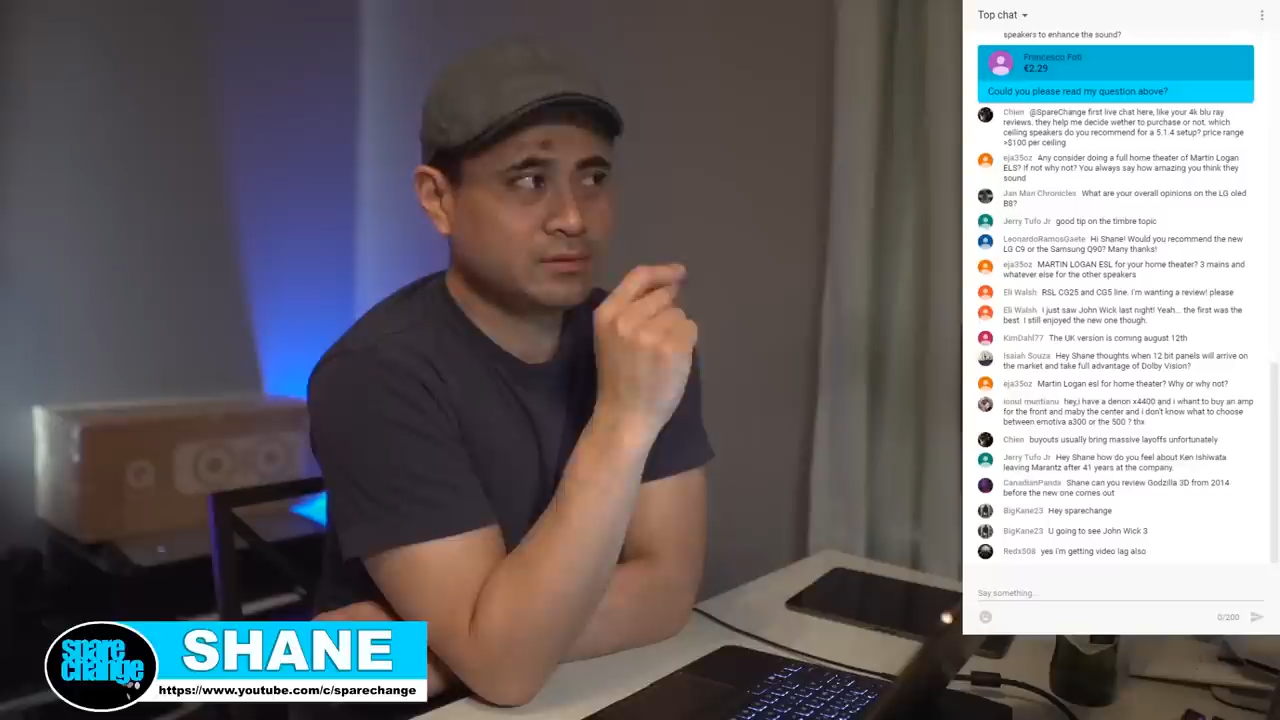 Top chat
speakers to enhance the sound?
Francesco Foti
€2.29
Could you please read my question above?
Chien @SpareChange first live chat here, like your 4k blu ray
reviews. they help me decide wether to purchase or not. which
ceiling speakers do you recommend for a 5.1.4 setup? price range
>$100 per ceiling
eja35oz Any consider doing a full home theater of Martin Logan
ELS? If not why not? You always say how amazing you think they
sound
Jan Man Chronicles What are your overall opinions on the LG oled
B8?
Jerry Tufo Jr good tip on the timbre topic
LeonardoRamosGaete Hi Shane! Would you recommend the new
LG C9 or the Samsung Q90? Many thanks!
eja35oz MARTIN LOGAN ESL for your home theater? 3 mains and
whatever else for the other speakers
Eli Walsh RSL CG25 and CG5 line. I'm wanting a review! please
Eli Walsh I just saw John Wick last night! Yeah... the first was the
best. I still enjoyed the new one though.
KimDahl77 The UK version is coming august 12th
Isaiah Souza Hey Shane thoughts when 12 bit panels will arrive on
the market and take full advantage of Dolby Vision?
eja35oz Martin Logan esl for home theater? Why or why not?
ionut muntianu hey,i have a denon x4400 and i whant to buy an amp
for the front and maby the center and i don't know what to choose
between emotiva a300 or the 500 ? thx
Chien buyouts usually bring massive layoffs unfortunately
Jerry Tufo Jr Hey Shane how do you feel about Ken Ishiwata
leaving Marantz after 41 years at the company.
CanadianPanda Shane can you review Godzilla 3D from 2014
before the new one comes out
BigKane23 Hey sparechange
BigKane23 U going to see John Wick 3
Redx508 yes i'm getting video lag also
Say something...
0/200
spare
change
SHANE
https://www.youtube.com/c/sparechange